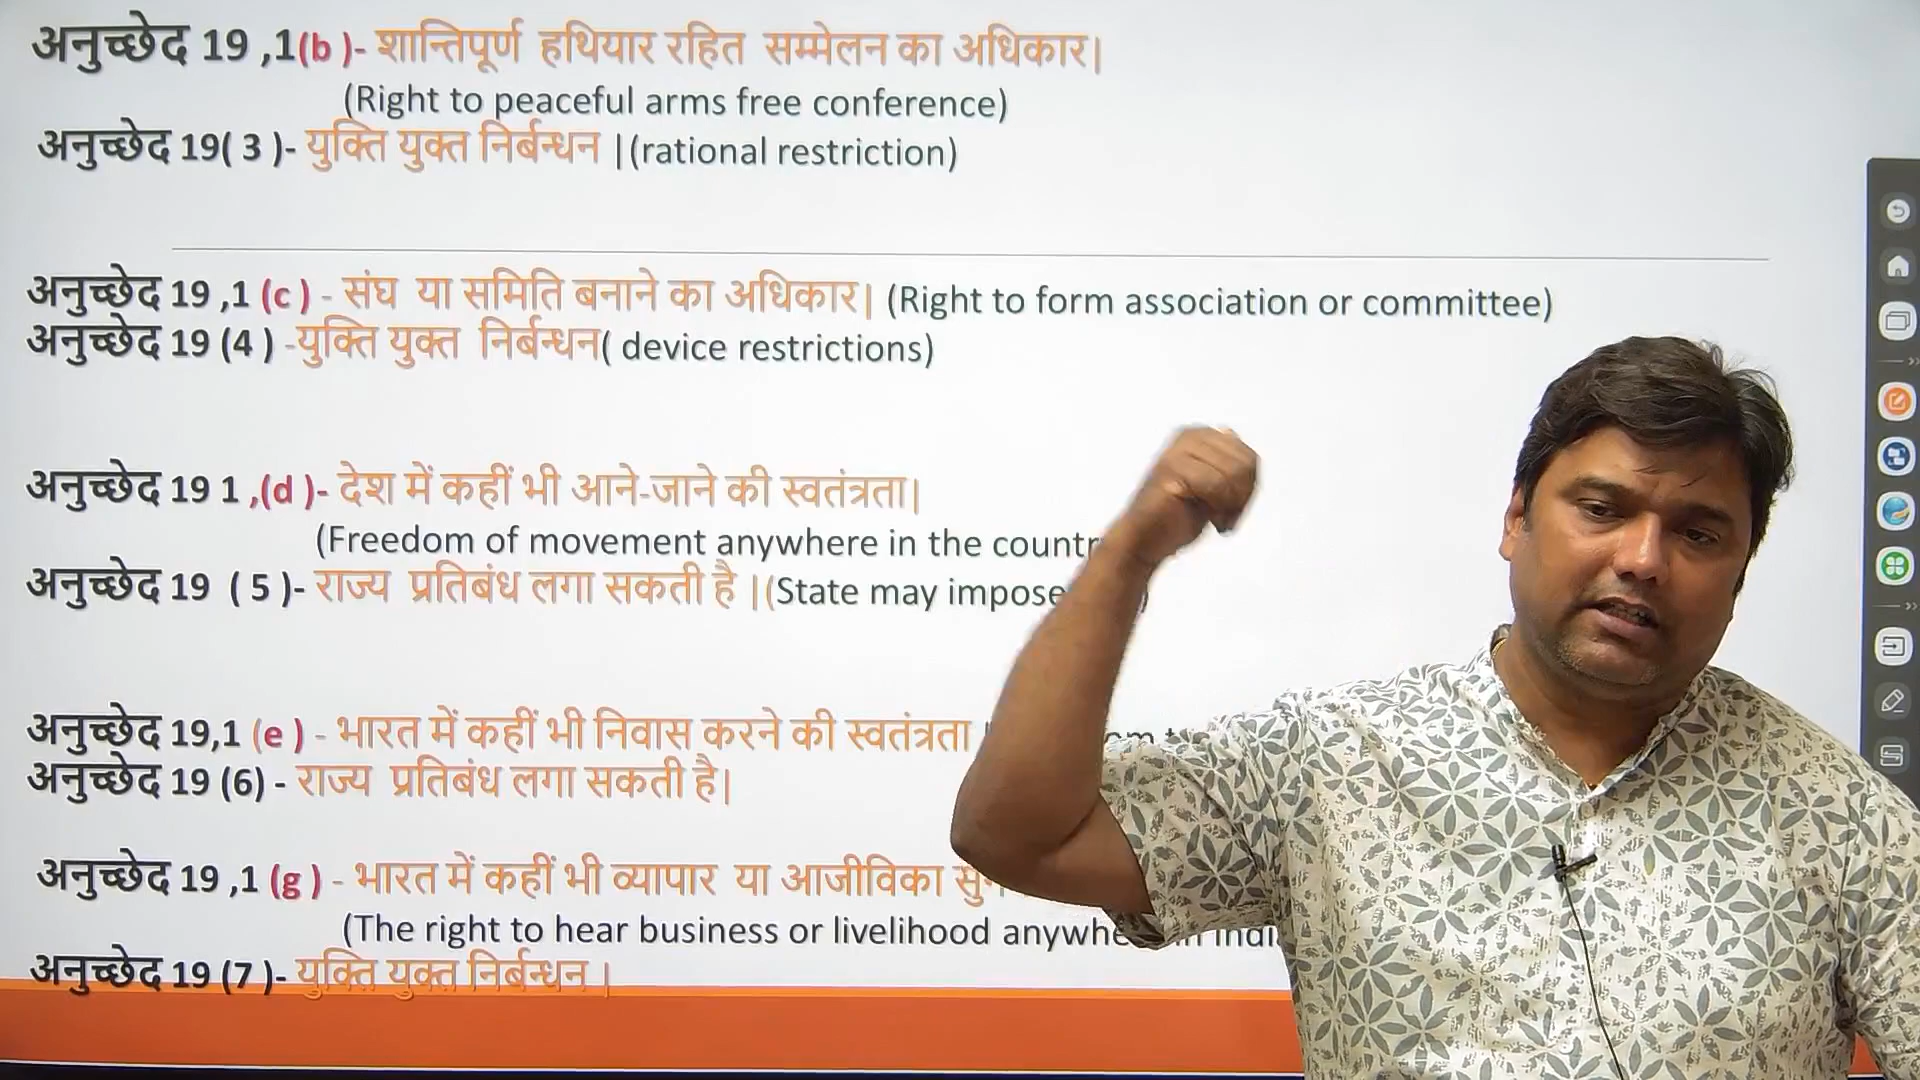 अनुच्छेद 19 ,1(b )- शान्तिपूर्ण हथियार रहित सम्मेलन का अधिकार|
(Right to peaceful arms free conference)
अनुच्छेद 19( 3 )- युक्ति युक्त निर्बन्धन |(rational restriction)
अनुच्छेद 19 ,1 (c ) - संघ या समिति बनाने का अधिकार| (Right to form association or committee)
अनुच्छेद 19 (4 ) -युक्ति युक्त निर्बन्धन( device restrictions)
अनुच्छेद 19 1 ,(d )- देश में कहीं भी आने-जाने की स्वतंत्रता|
(Freedom of movement anywhere in the
अनुच्छेद 19 ( 5 )- राज्य प्रतिबंध लगा सकती है |(State may impose
अनुच्छेद 19,1 (e ) - भारत में कहीं भी निवास करने की स्वतंत्रता
अनुच्छेद 19 (6) - राज्य प्रतिबंध लगा सकती है|
अनुच्छेद 19 ,1 (g ) - भारत में कहीं भी व्यापार या आजीविका
(The right to hear business or livelihood
अनुच्छेद 19 (7 )- युक्ति युक्त निर्बन्धन |